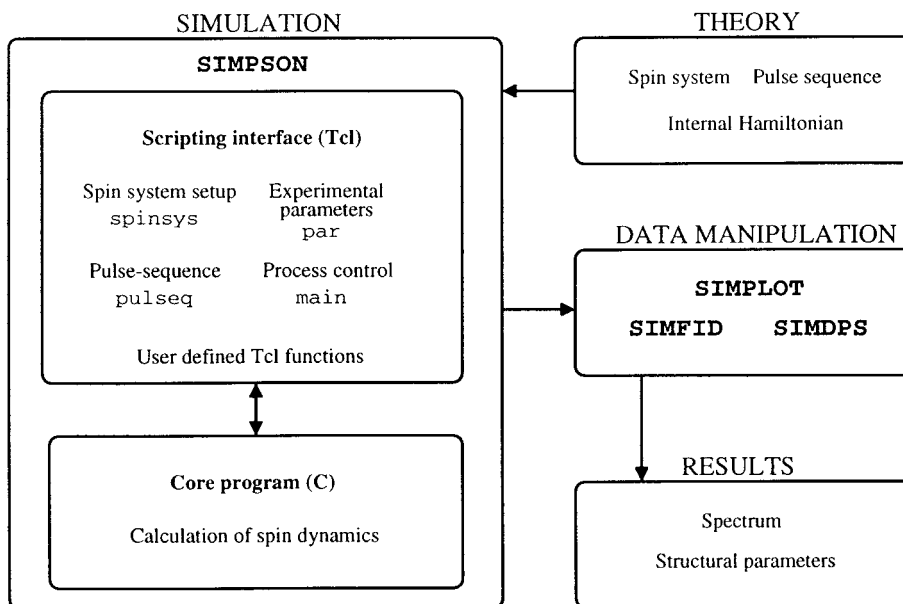 SIMULATION
SIMPSON
Scripting interface (Tcl)
Spin system setup
spinsys
Experimental
parameters
par
Pulse-sequence
pulseq
Process control
main
User defined Tcl functions
Core program (C)
Calculation of spin dynamics
THEORY
Spin system Pulse sequence
Internal Hamiltonian
DATA MANIPULATION
SIMPLOT
SIMFID SIMDPS
RESULTS
Spectrum
Structural parameters